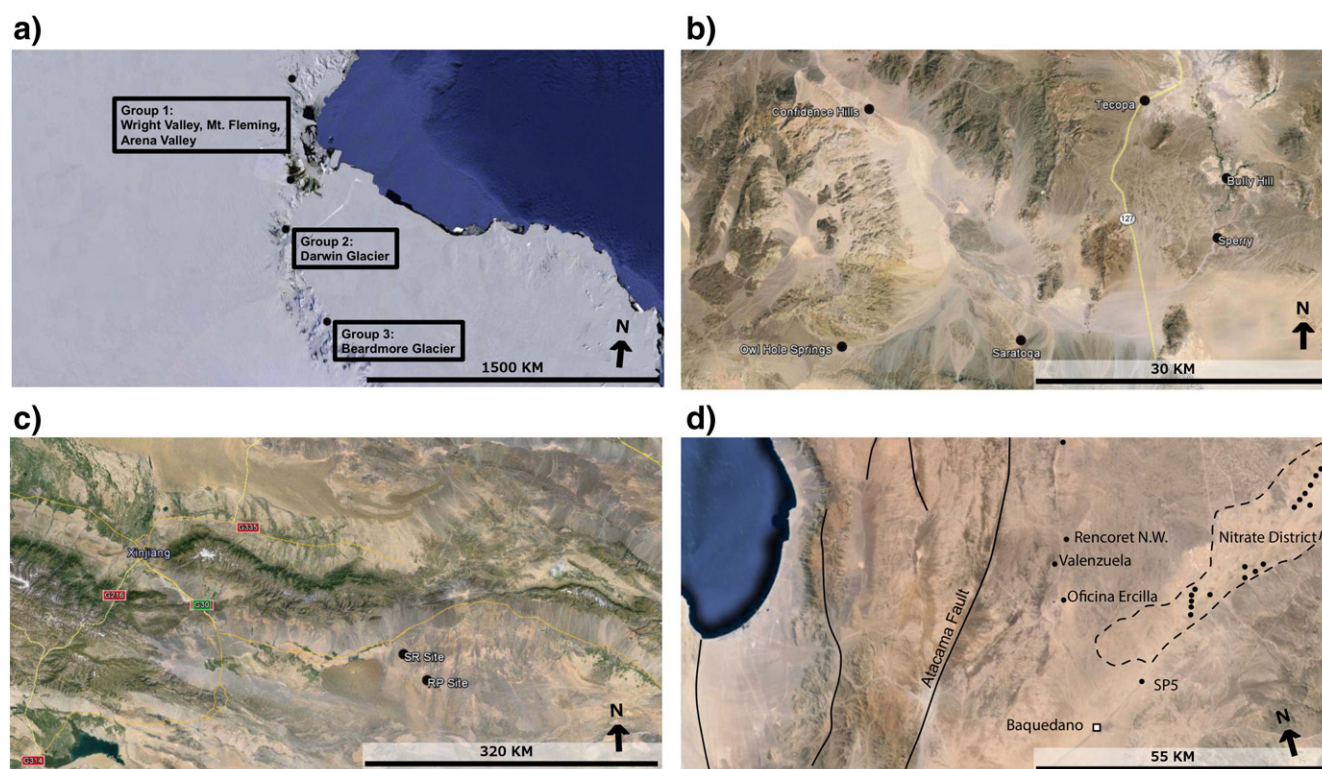 a)
Group 1:
Wright Valley, Mt. Fleming,
Arena Valley
Group 2:
Darwin Glacier
Group 3:
Beardmore Glacier
N
1500 KM
b)
Confidence Hills
Tecopa
Bully Hill
127
Sperry
Owl Hole Springs
Saratoga
N
30 KM
c)
G335
Xinjiang
G216
G30
SR Site
RP Site
G314
N
320 KM
d)
Atacama Fault
Rencoret N.W.
Valenzuela
Oficina Ercilla
Nitrate District
SP5
Baquedano
N
55 KM